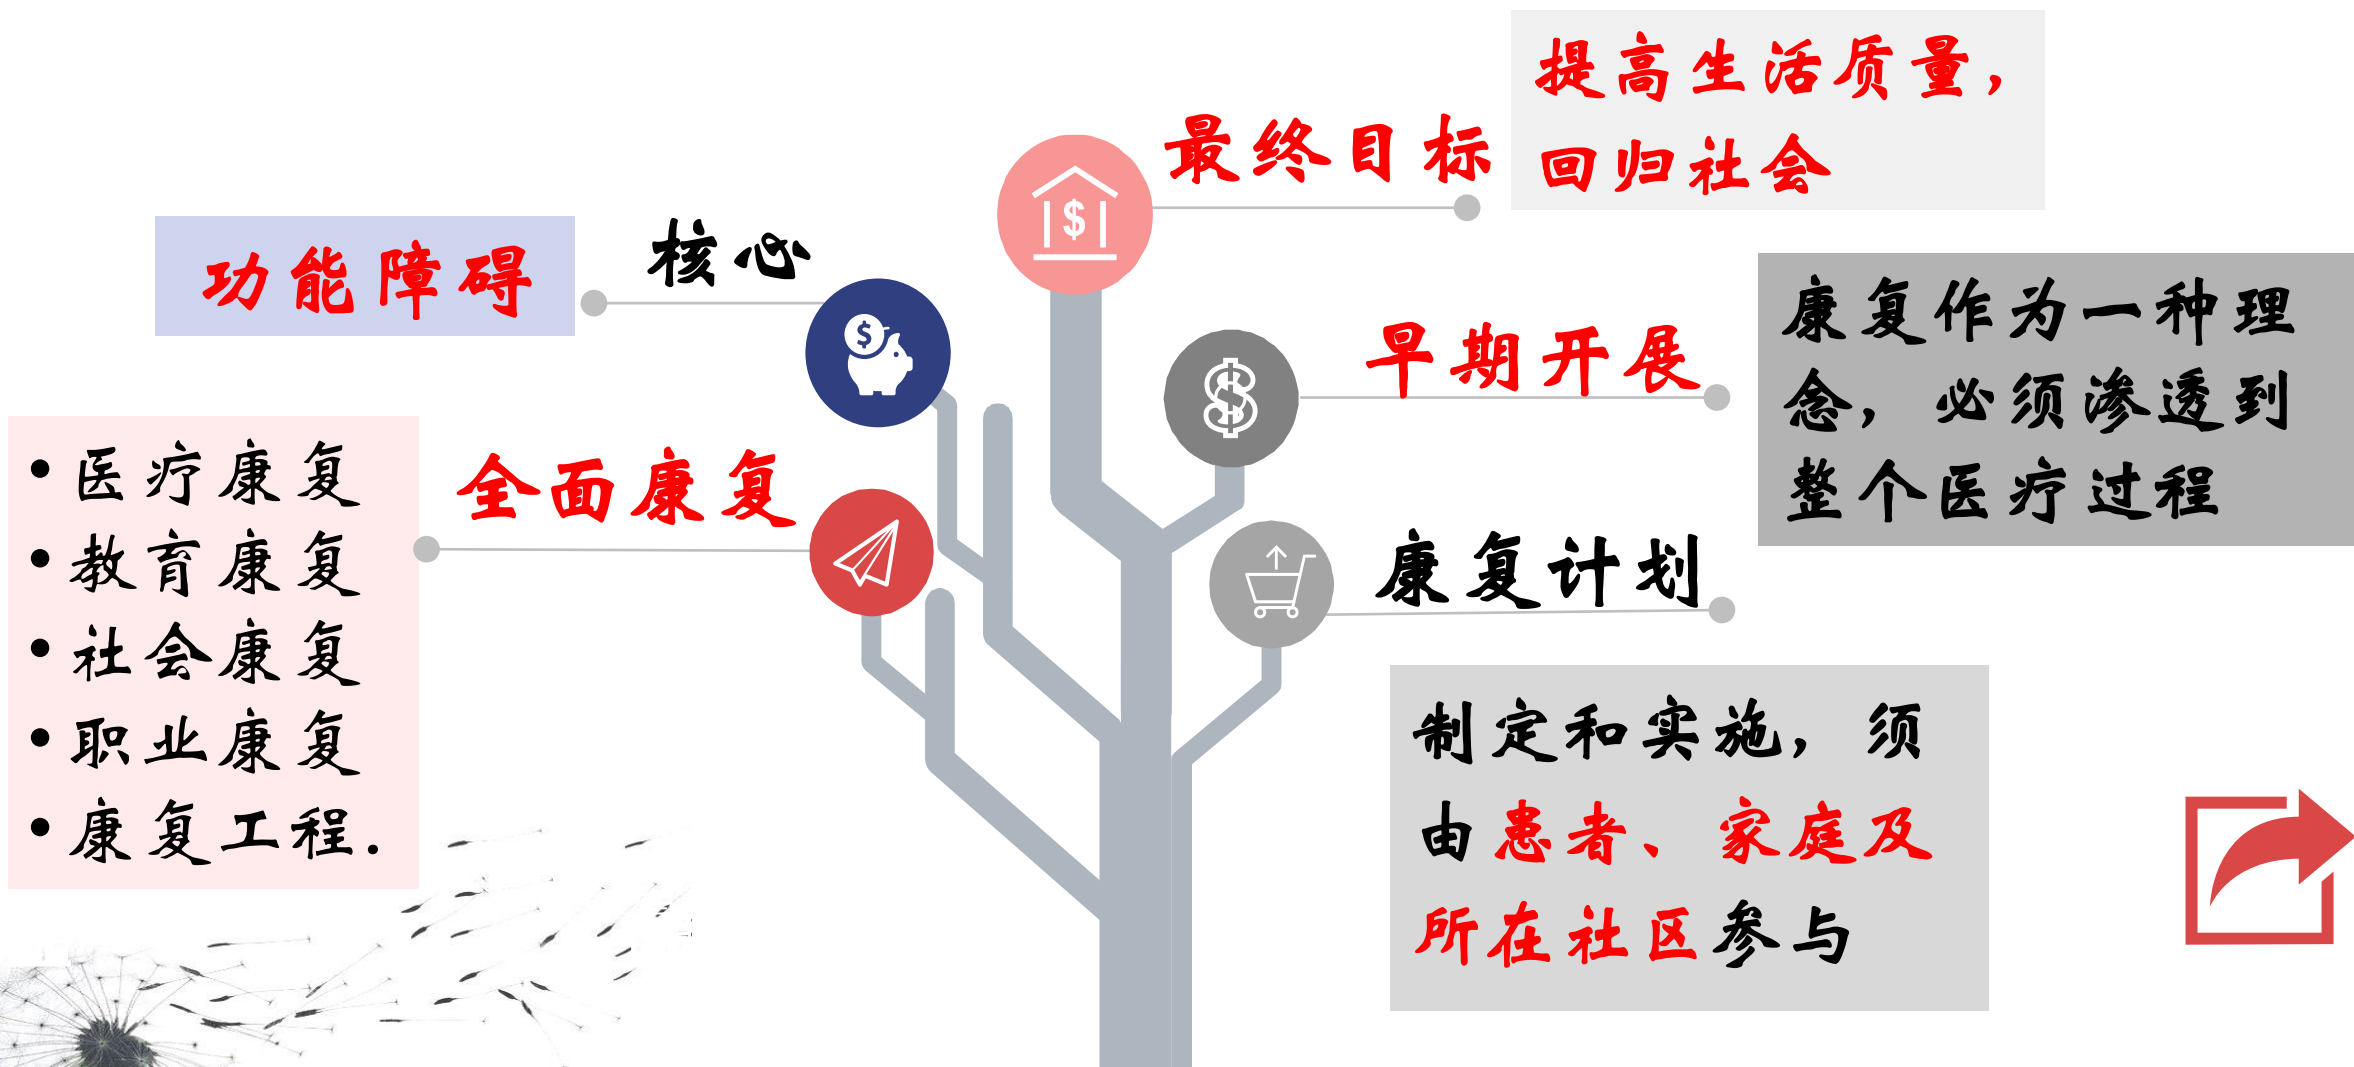 最终目标
提高生活质量，
回归社会
核心
功能障碍
早期开展
康复作为一种理
念，必须渗透到
整个医疗过程
全面康复
• 医疗康复
• 教育康复
• 社会康复
• 职业康复
• 康复工程.
康复计划
制定和实施，须
由患者、家庭及
所在社区参与
$
$
$